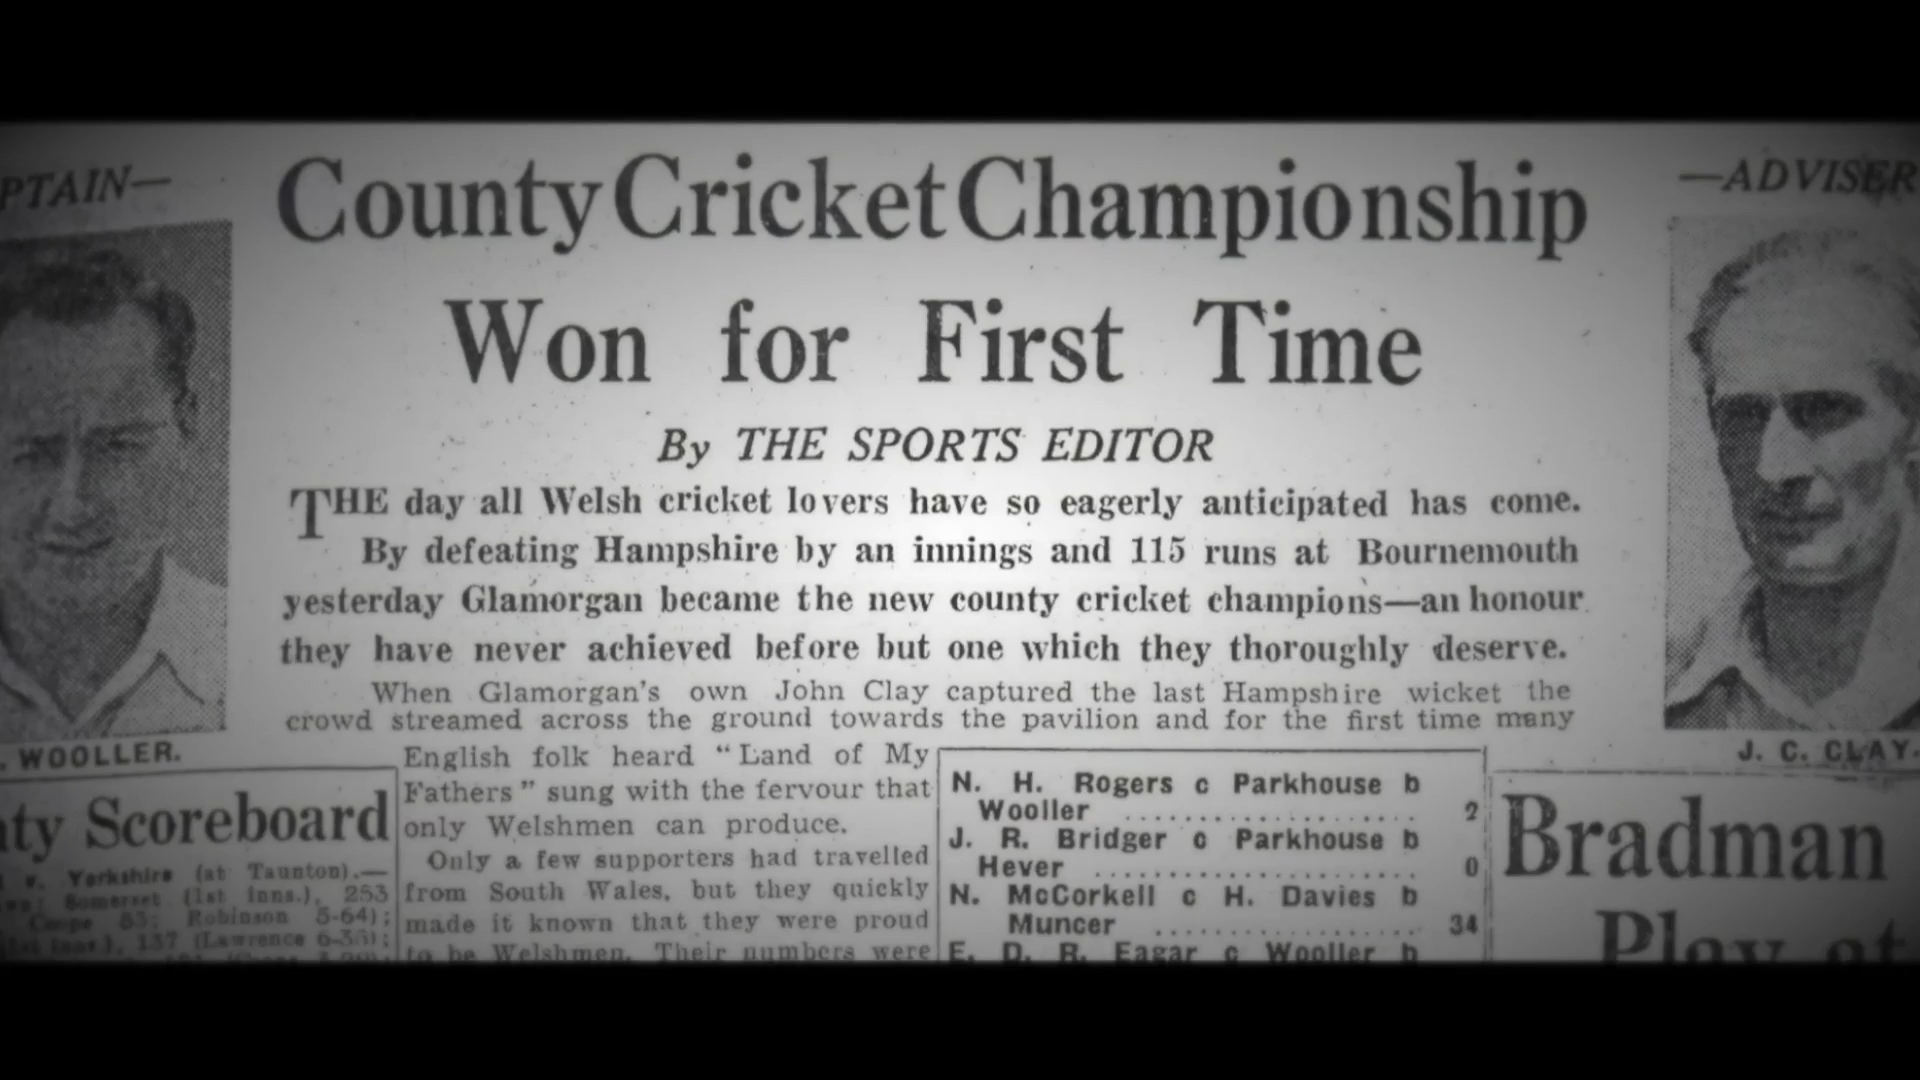 PTAIN—
County Cricket Championship
Won for First Time
—ADVISER
By THE SPORTS EDITOR
THE day all Welsh cricket lovers have so eagerly anticipated has come.
By defeating Hampshire by an innings and 115 runs at Bournemouth
yesterday Glamorgan became the new county cricket champions—an honour
they have never achieved before but one which they thoroughly deserve.
When Glamorgan's own John Clay captured the last Hampshire wicket the
crowd streamed across the ground towards the pavilion and for the first time many
. WOOLLER.
J. C. CLAY.
nty Scoreboard
v. Yorkshire (at Taunton).—
Somerset (1st inns.), 253
Coope 83; Robinson 5-64);
137 (Lawrence 6-35);
English folk heard “Land of My
Fathers” sung with the fervour that
only Welshmen can produce.
Only a few supporters had travelled
from South Wales, but they quickly
made it known that they were proud
to be Welshmen. Their numbers were
N. H. Rogers c Parkhouse b
Wooller .................... 2
J. R. Bridger c Parkhouse b
Hever ...................... 0
N. McCorkell c H. Davies b
Muncer .................. 34
E. D. R. Eagar c Wooller b
Bradman
Play at